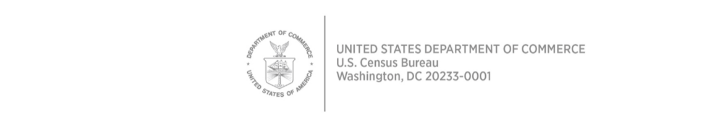 DEPARTMENT OF COMMERCE
UNITED STATES OF AMERICA
UNITED STATES DEPARTMENT OF COMMERCE
U.S. Census Bureau
Washington, DC 20233-0001